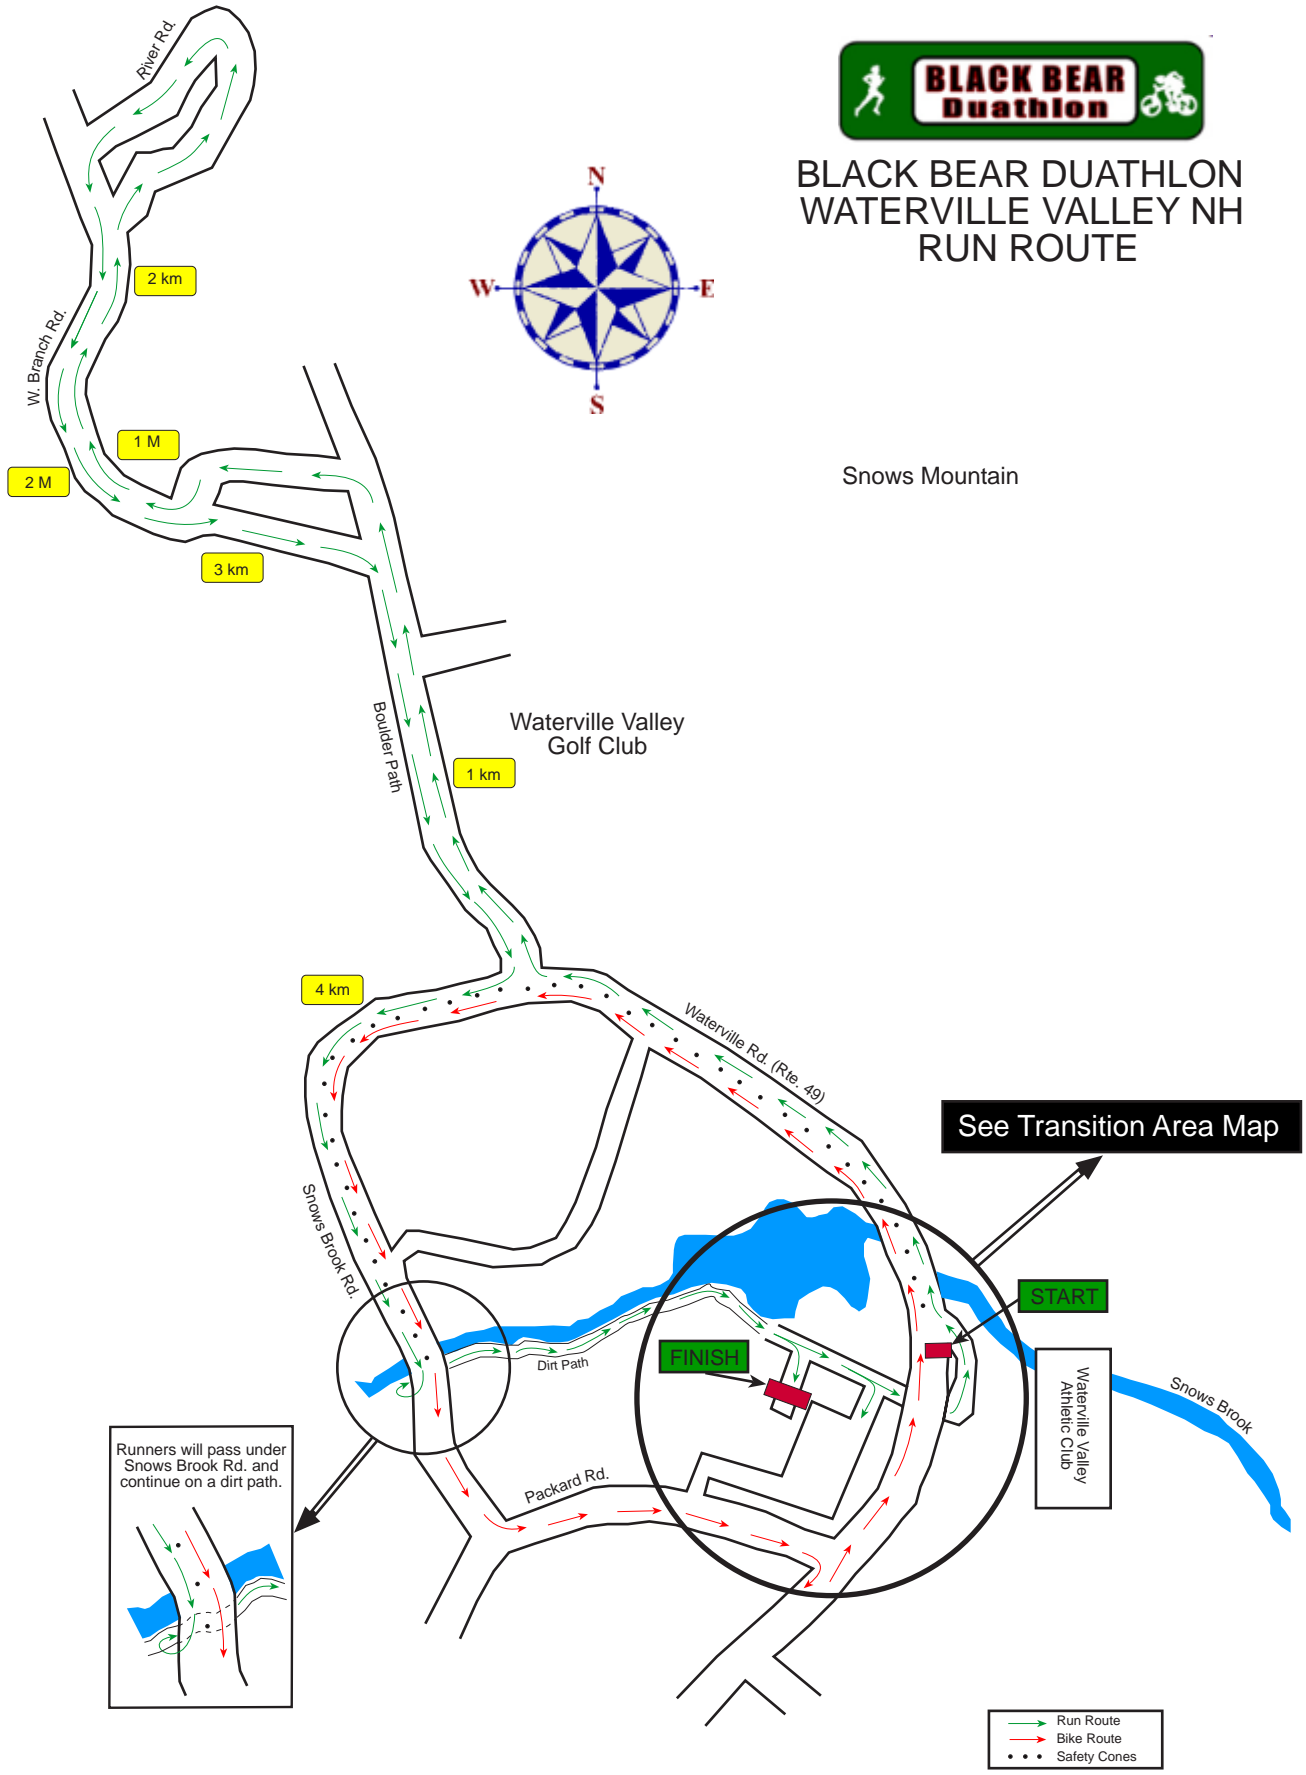 River Rd.
BLACK BEAR
Duathlon
BLACK BEAR DUATHLON
WATERVILLE VALLEY NH
RUN ROUTE
N
W
E
S
2 km
W. Branch Rd.
1 M
2 M
Snows Mountain
3 km
Boulder Path
Waterville Valley
Golf Club
1 km
4 km
Waterville Rd. (Rte. 49)
See Transition Area Map
Snows Brook Rd.
START
FINISH
Dirt Path
Waterville Valley
Athletic Club
Snows Brook
Runners will pass under
Snows Brook Rd. and
continue on a dirt path.
Packard Rd.
Run Route
Bike Route
Safety Cones